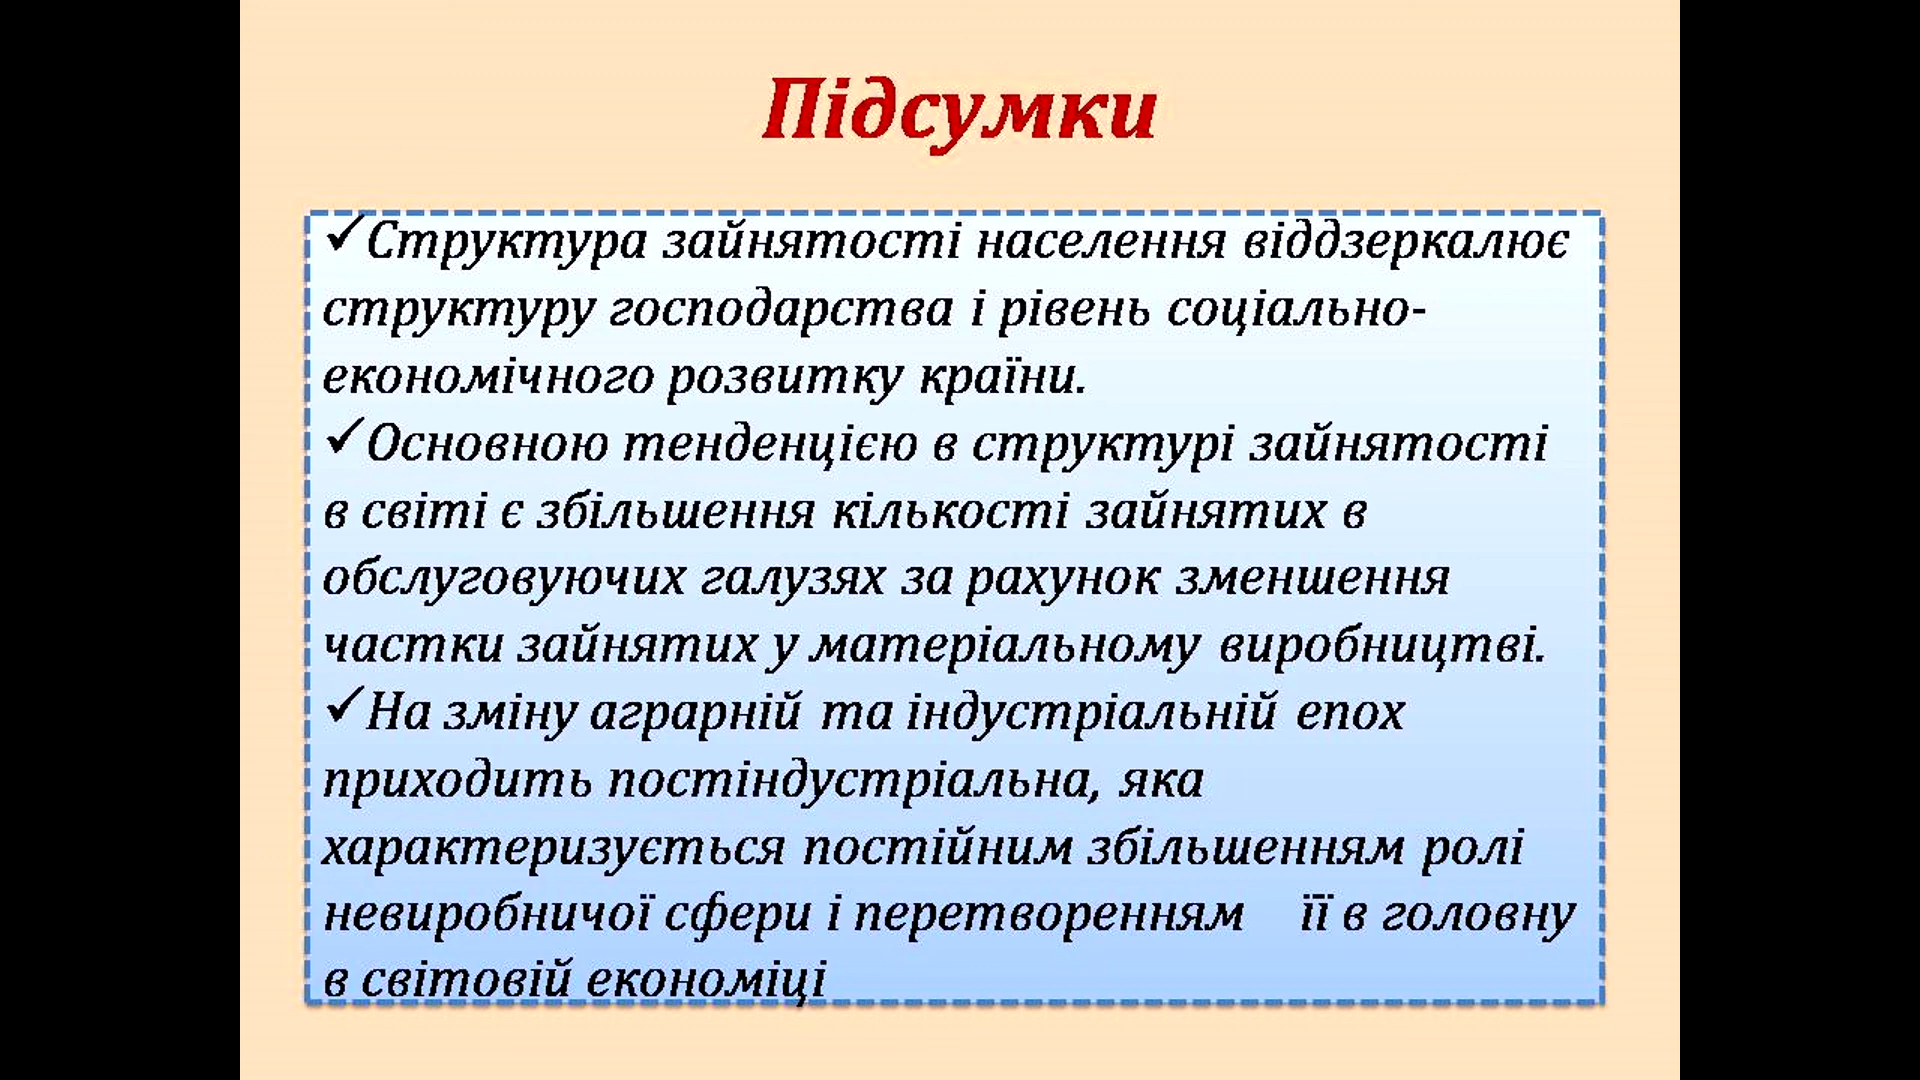 Підсумки
✓Структура зайнятості населення віддзеркалює
структуру господарства і рівень соціально-
економічного розвитку країни.
✓Основною тенденцією в структурі зайнятості
в світі є збільшення кількості зайнятих в
обслуговуючих галузях за рахунок зменшення
частки зайнятих у матеріальному виробництві.
✓На зміну аграрній та індустріальній епох
приходить постіндустріальна, яка
характеризується постійним збільшенням ролі
невиробничої сфери і перетворенням її в головну
в світовій економіці